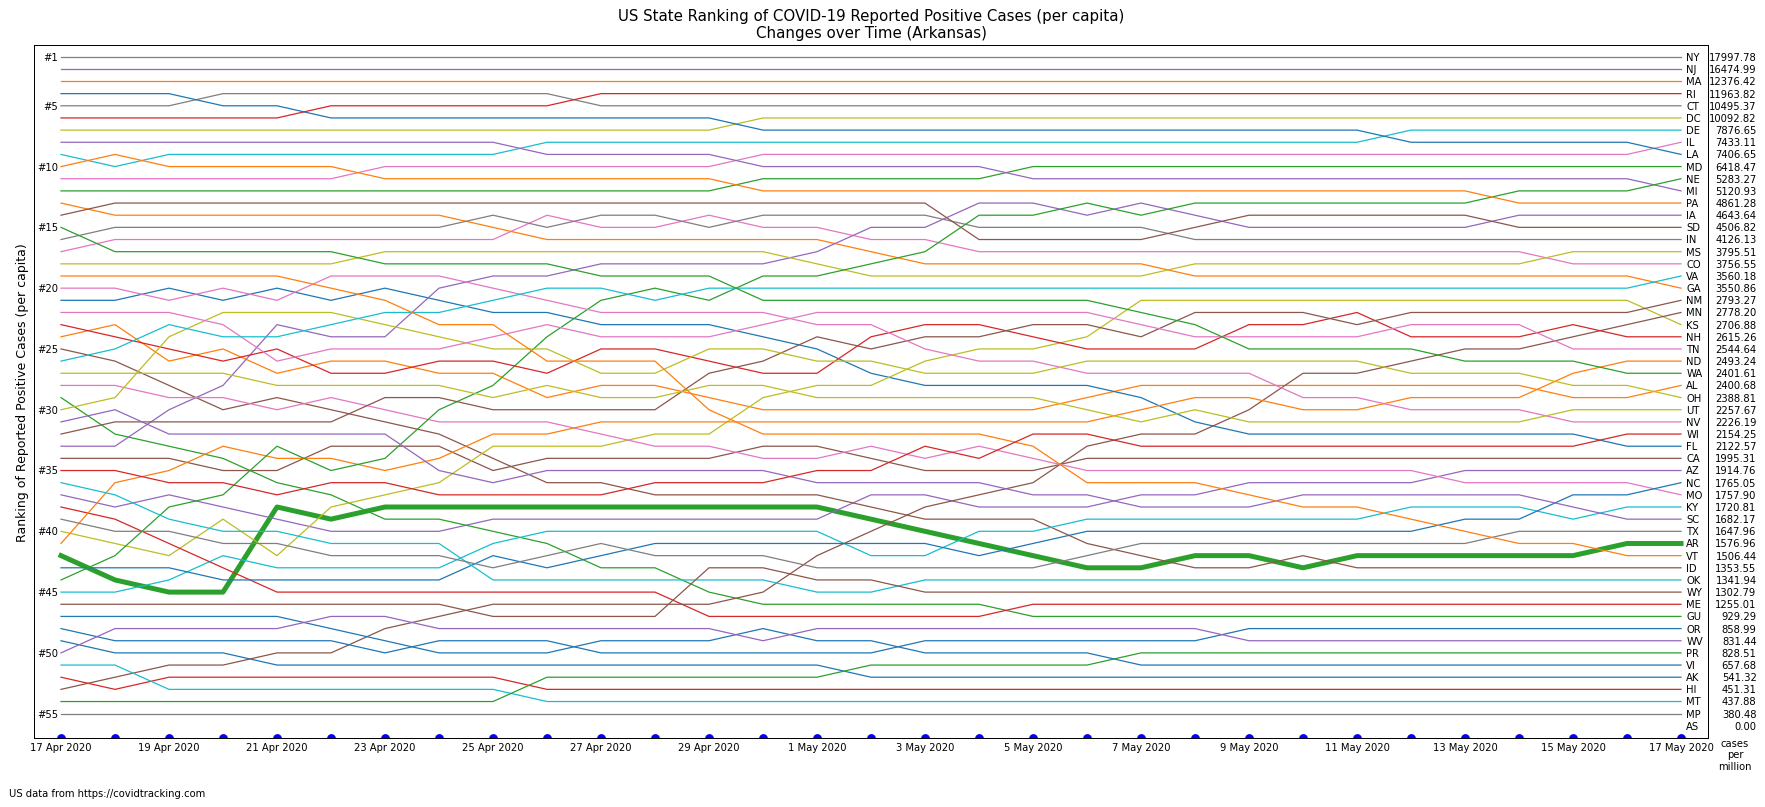 US State Ranking of COVID-19 Reported Positive Cases (per capita)
Changes over Time (Arkansas)
Ranking of Reported Positive Cases (per capita)
#1
#5
#10
#15
#20
#25
#30
#35
#40
#45
#50
#55
NY 17997.78
NJ 16474.99
MA 12376.42
RI 11963.82
CT 10495.37
DC 10092.82
DE 7876.65
IL 7433.11
LA 7406.65
MD 6418.47
NE 5283.27
MI 5120.93
PA 4861.28
IA 4643.64
SD 4506.82
IN 4126.13
MS 3795.51
CO 3756.55
VA 3560.18
GA 3550.86
NM 2793.27
MN 2778.20
KS 2706.88
NH 2615.26
TN 2544.64
ND 2493.24
WA 2401.61
AL 2400.68
OH 2388.81
UT 2257.67
NV 2226.19
WI 2154.25
FL 2122.57
CA 1995.31
AZ 1914.76
NC 1765.05
MO 1757.90
KY 1720.81
SC 1682.17
TX 1647.96
AR 1576.96
VT 1506.44
ID 1353.55
OK 1341.94
WY 1302.79
ME 1255.01
GU 929.29
OR 858.99
WV 831.44
PR 828.51
VI 657.68
AK 541.32
HI 451.31
MT 437.88
MP 380.48
AS 0.00
17 Apr 2020 19 Apr 2020 21 Apr 2020 23 Apr 2020 25 Apr 2020 27 Apr 2020 29 Apr 2020 1 May 2020 3 May 2020 5 May 2020 7 May 2020 9 May 2020 11 May 2020 13 May 2020 15 May 2020 17 May 2020
cases
per
million
US data from https://covidtracking.com